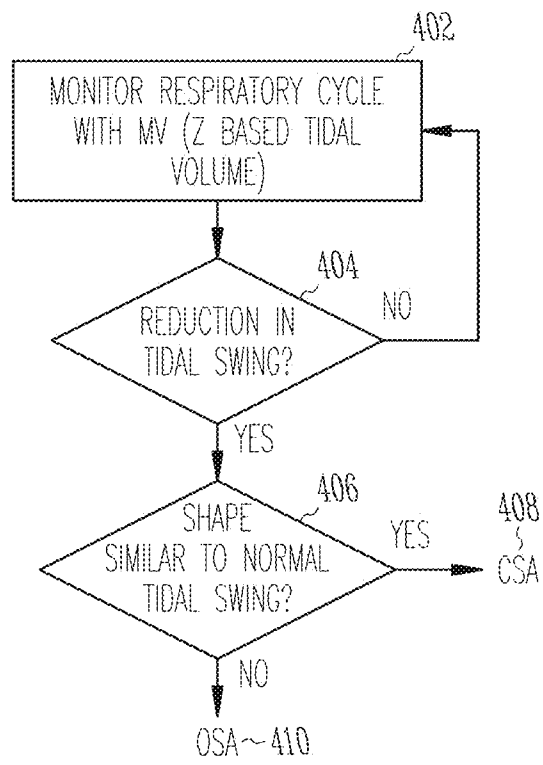 402
MONITOR RESPIRATORY CYCLE
WITH MV (Z BASED TIDAL
VOLUME)
404
REDUCTION IN
TIDAL SWING?
NO
YES
406
SHAPE
SIMILAR TO NORMAL
TIDAL SWING?
YES
408
CSA
NO
OSA~410